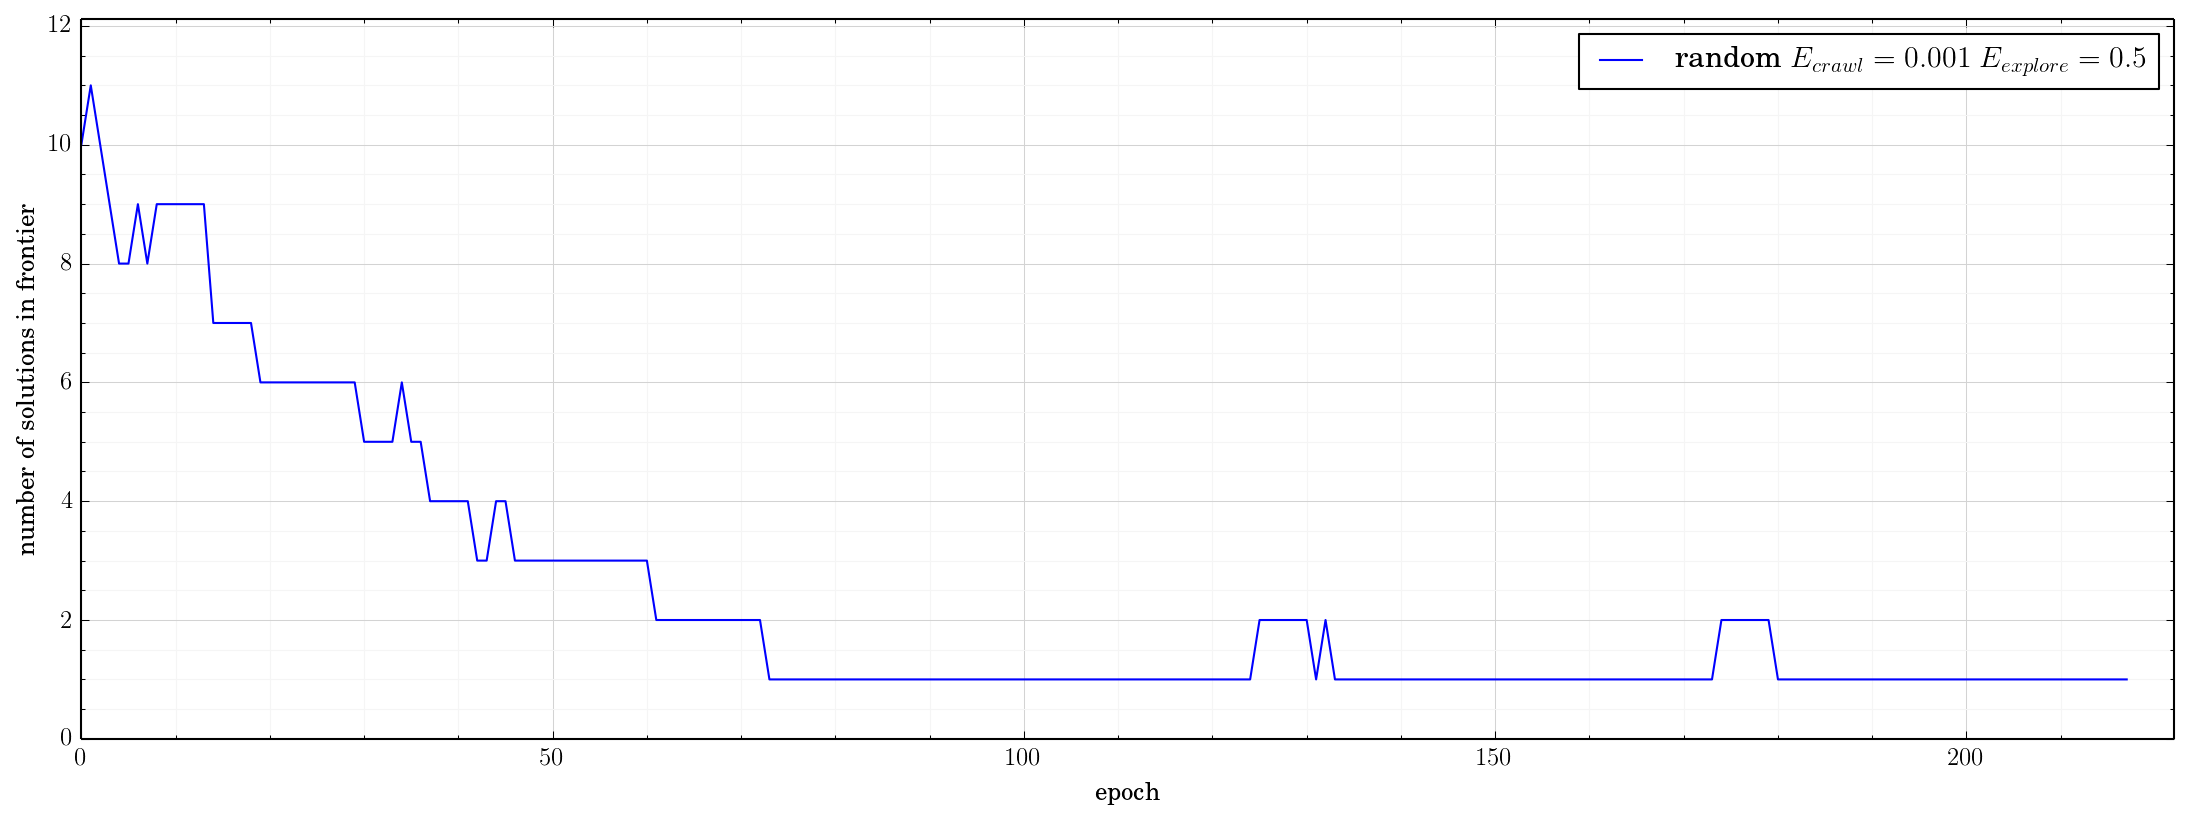 12
10
8
6
4
2
0
number of solutions in frontier
random E_crawl = 0.001 E_explore = 0.5
0 50 100 150 200
epoch